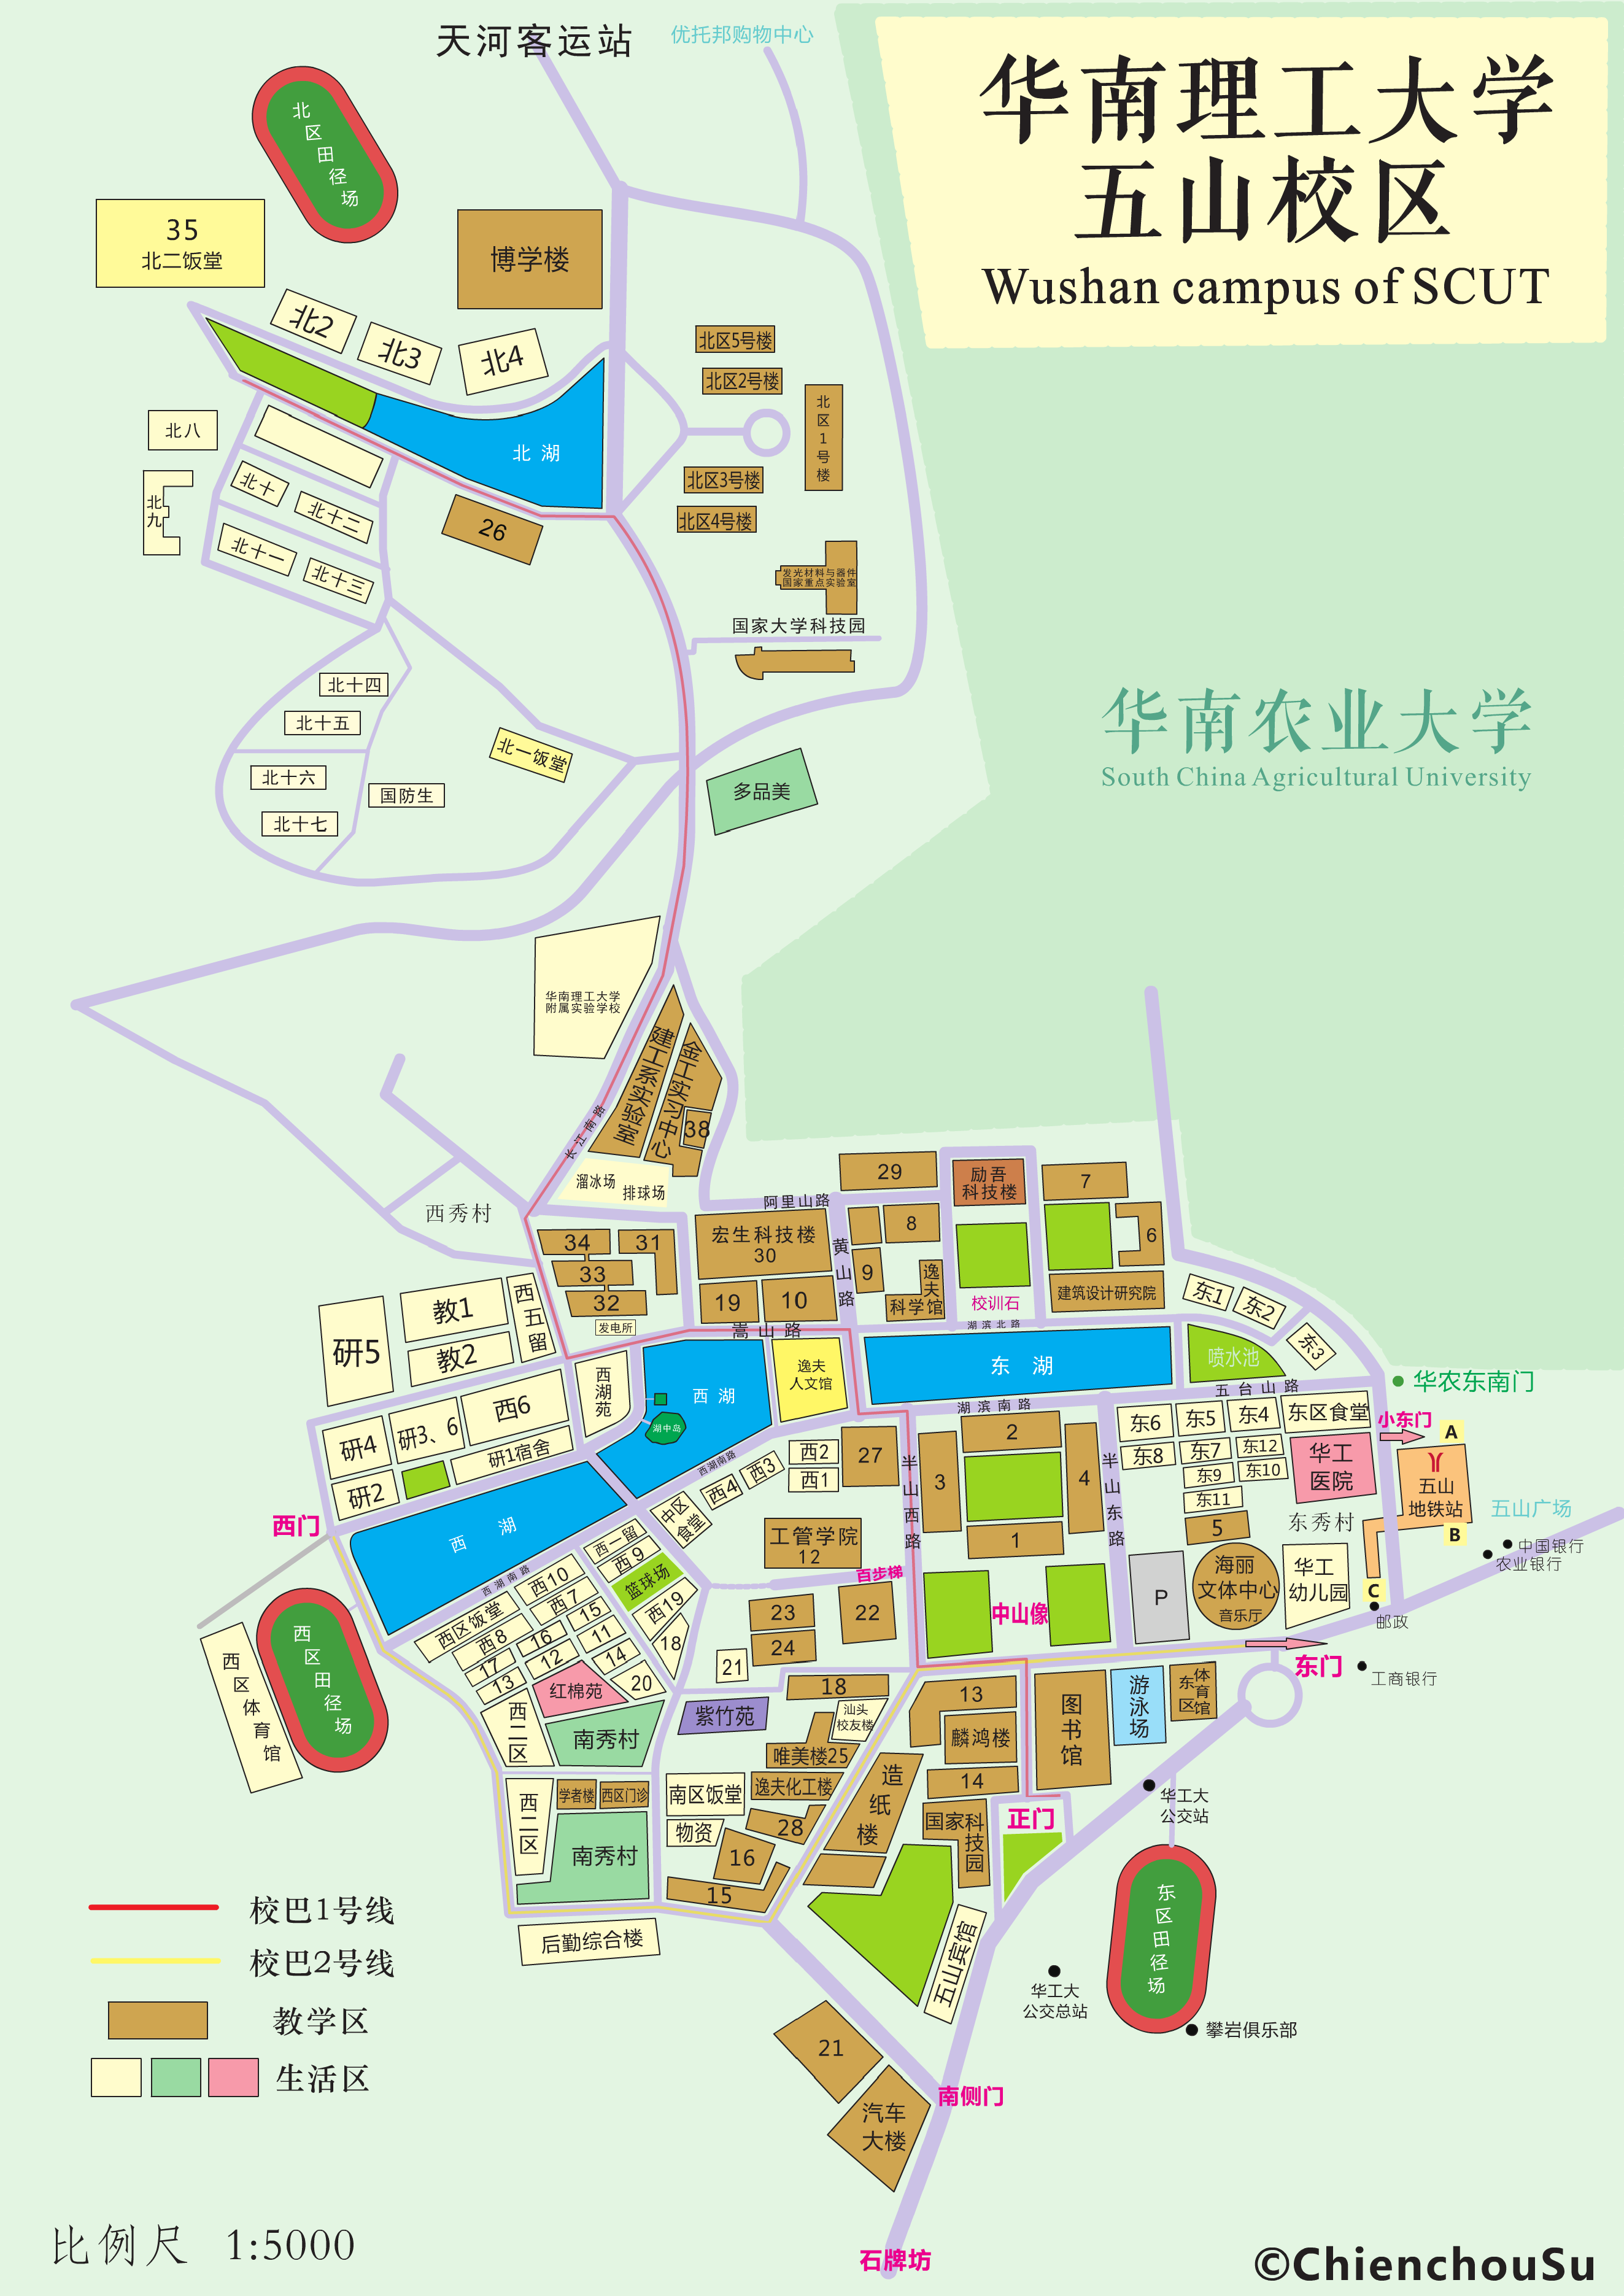 华南理工大学
五山校区
Wushan campus of SCUT
天河客运站
优托邦购物中心
北区田径场
35
北二饭堂
博学楼
北2
北3
北4
北湖
北八
北九
北十
北十二
北十一
北十三
26
北区5号楼
北区2号楼
北区1号楼
北区3号楼
北区4号楼
发光材料与器件
国家重点实验室
国家大学科技园
华南农业大学
South China Agricultural University
北十四
北十五
北十六
北十七
国防生
北一饭堂
多品美
华南理工大学
附属实验学校
建工系实验室
金工实习中心
38
长江南路
溜冰场
排球场
西秀村
阿里山路
29
励吾
科技楼
7
宏生科技楼
30
黄山路
8
6
34
31
33
32
发电所
19
10
9
逸夫
科学馆
校训石
建筑设计研究院
东1
东2
东3
嵩山路
湖滨北路
研5
教1
教2
西五留
西湖苑
西湖
湖中岛
逸夫
人文馆
东湖
喷水池
五台山路
华农东南门
湖滨南路
研4
研3、6
西6
研1宿舍
研2
西门
西湖
西湖南路
西湖南路
西2
西1
西3
西4
27
半山西路
3
2
4
1
半山东路
东6
东5
东4
东区食堂
东8
东7
东12
东9
东10
东11
华工
医院
小东门
A
五山
地铁站
B
C
五山广场
中国银行
农业银行
邮政
工商银行
东秀村
5
海丽
文体中心
音乐厅
华工
幼儿园
P
东门
中区
食堂
工管学院
12
百步梯
中山像
西一留
西9
篮球场
西10
西7
西19
18
西区饭堂
西8
15
16
11
17
12
14
13
20
红棉苑
23
24
22
21
西区田径场
西区体育馆
西二区
南秀村
紫竹苑
18
汕头
校友楼
唯美楼25
13
麟鸿楼
14
图书馆
游泳场
东区
体育馆
西二区
学者楼
西区门诊
南秀村
南区饭堂
逸夫化工楼
物资
28
16
15
造纸楼
国家科技园
正门
华工大
公交站
后勤综合楼
五山宾馆
东区田径场
华工大
公交总站
攀岩俱乐部
21
汽车
大楼
南侧门
石牌坊
校巴1号线
校巴2号线
教学区
生活区
比例尺 1:5000
©ChienchouSu